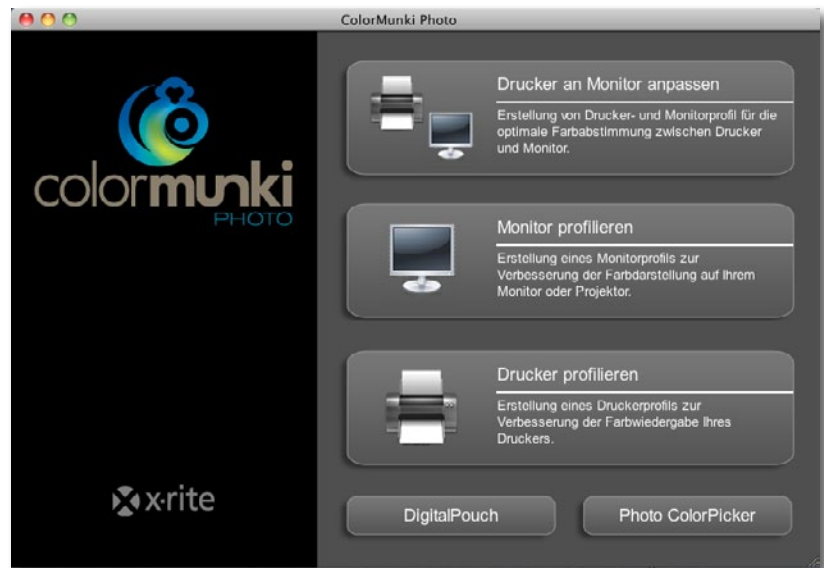 ColorMunki Photo
colormunki
PHOTO
x·rite
Drucker an Monitor anpassen
Erstellung von Drucker- und Monitorprofil für die
optimale Farbabstimmung zwischen Drucker
und Monitor.
Monitor profilieren
Erstellung eines Monitorprofils zur
Verbesserung der Farbdarstellung auf Ihrem
Monitor oder Projektor.
Drucker profilieren
Erstellung eines Druckerprofils zur
Verbesserung der Farbwiedergabe Ihres
Druckers.
DigitalPouch
Photo ColorPicker